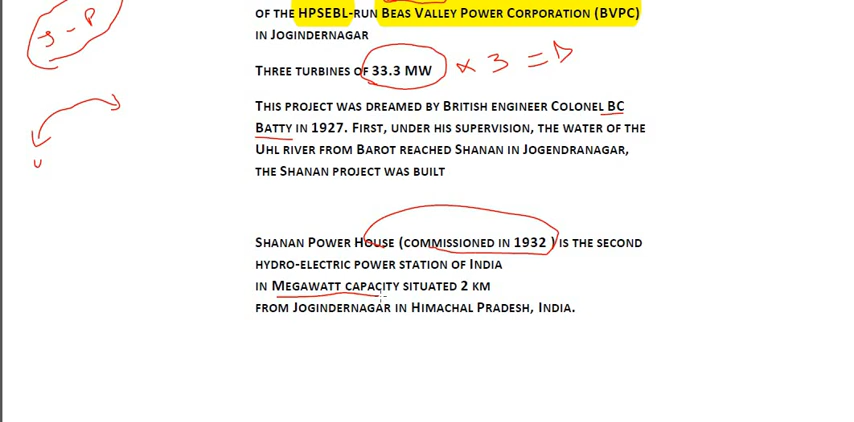 OF THE HPSEBL-RUN BEAS VALLEY POWER CORPORATION (BVPC)
IN JOGINDERNAGAR
S-P
THREE TURBINES OF 33.3 MW × 3 =
THIS PROJECT WAS DREAMED BY BRITISH ENGINEER COLONEL BC
BATTY IN 1927. FIRST, UNDER HIS SUPERVISION, THE WATER OF THE
UHL RIVER FROM BAROT REACHED SHANAN IN JOGENDRANAGAR,
THE SHANAN PROJECT WAS BUILT
SHANAN POWER HOUSE (COMMISSIONED IN 1932 ) IS THE SECOND
HYDRO-ELECTRIC POWER STATION OF INDIA
IN MEGAWATT CAPACITY SITUATED 2 KM
FROM JOGINDERNAGAR IN HIMACHAL PRADESH, INDIA.